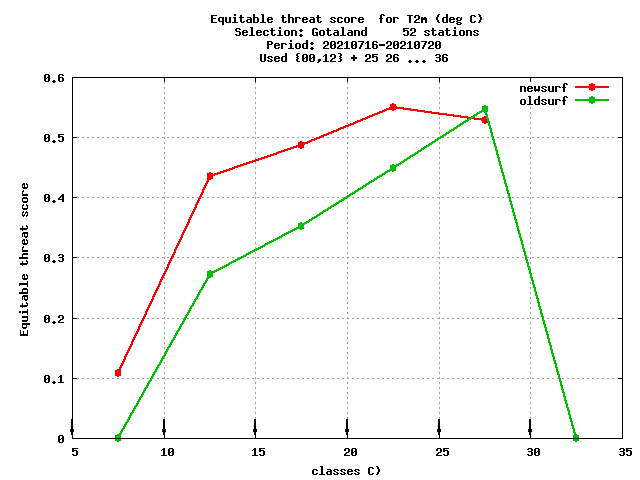 Equitable threat score  for T2m (deg C)
Selection: Gotaland     52 stations
Period: 20210716-20210720
Used {00,12} + 25 26 ... 36
newsurf
oldsurf
Equitable threat score
0.6
0.5
0.4
0.3
0.2
0.1
0
5 10 15 20 25 30 35
classes C)